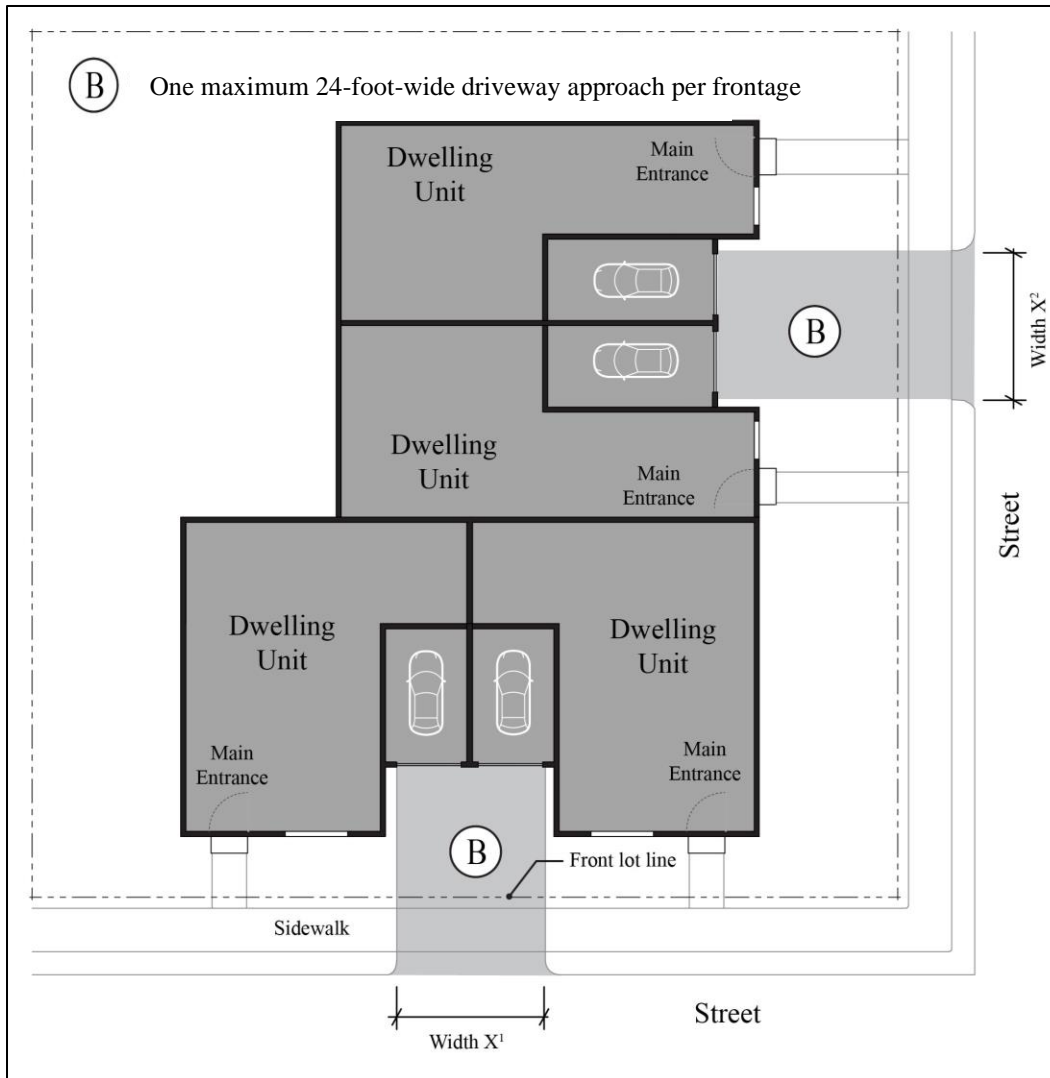 B One maximum 24-foot-wide driveway approach per frontage
Dwelling
Unit
Main
Entrance
B
Width X²
Dwelling
Unit
Main
Entrance
Street
Dwelling
Unit
Dwelling
Unit
Main
Entrance
Main
Entrance
B
Front lot line
Sidewalk
Street
Width X¹